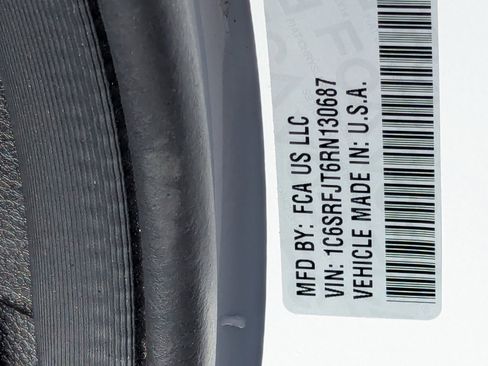 MFD BY: FCA US LLC
VIN: 1C6SRFJT6RN130687
VEHICLE MADE IN: U.S.A.